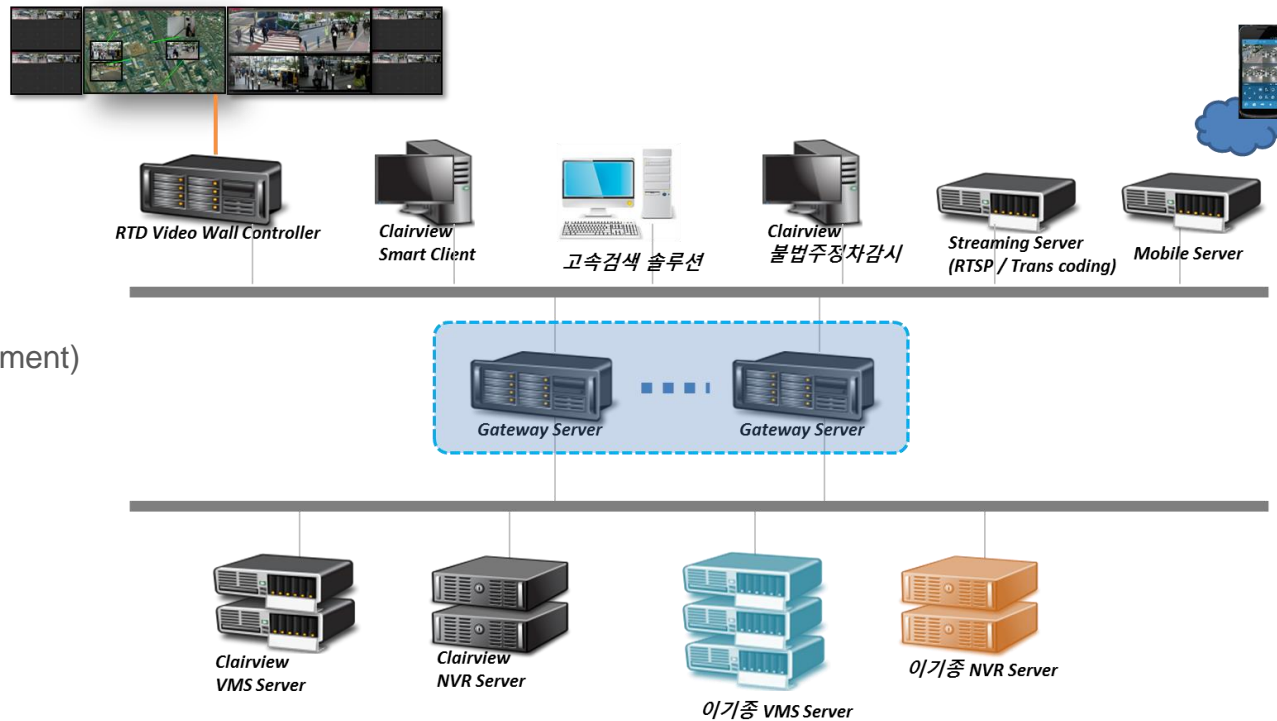 RTD Video Wall Controller
Clairview
Smart Client
고속검색 솔루션
Clairview
불법주정차감시
Streaming Server
(RTSP / Trans coding)
Mobile Server
ment)
Gateway Server
Gateway Server
Clairview
VMS Server
Clairview
NVR Server
이기종 VMS Server
이기종 NVR Server